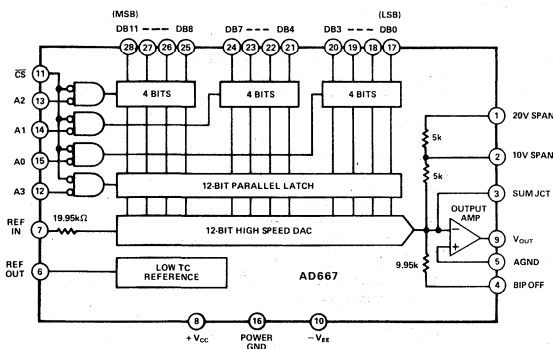 (MSB) (LSB)
DB11 ---- DB8 DB7 ---- DB4 DB3 ---- DB0
28 27 26 25 24 23 22 21 20 19 18 17
C̅S̅ 11
A2 13
4 BITS 4 BITS 4 BITS
A1 14
A0 15
A3 12
12-BIT PARALLEL LATCH
REF IN 7 19.95kΩ
12-BIT HIGH SPEED DAC
REF OUT 6
LOW TC REFERENCE
AD667
1 20V SPAN
5k
2 10V SPAN
5k
3 SUM JCT
OUTPUT AMP
9 VOUT
5 AGND
9.95k
4 BIP OFF
8 16 10
+ VCC POWER GND − VEE